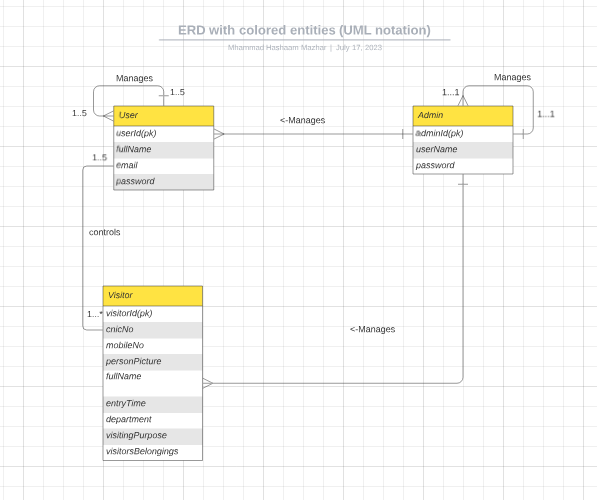 ERD with colored entities (UML notation)
Mhammad Hashaam Mazhar | July 17, 2023
Manages
1..5
1..5
User
userId(pk)
fullName
email
password
<-Manages
Manages
1...1
1...1
Admin
adminId(pk)
userName
password
1..5
controls
1...*
Visitor
visitorId(pk)
cnicNo
mobileNo
personPicture
fullName
entryTime
department
visitingPurpose
visitorsBelongings
<-Manages